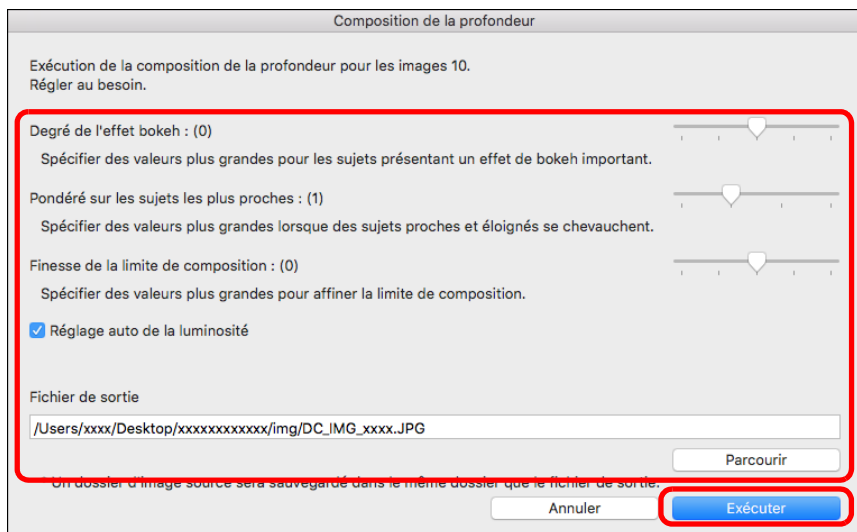 Composition de la profondeur
Exécution de la composition de la profondeur pour les images 10.
Régler au besoin.
Degré de l'effet bokeh : (0)
Spécifier des valeurs plus grandes pour les sujets présentant un effet de bokeh important.
Pondéré sur les sujets les plus proches : (1)
Spécifier des valeurs plus grandes lorsque des sujets proches et éloignés se chevauchent.
Finesse de la limite de composition : (0)
Spécifier des valeurs plus grandes pour affiner la limite de composition.
Réglage auto de la luminosité
Fichier de sortie
/Users/xxxx/Desktop/xxxxxxxxxxxx/img/DC_IMG_xxxx.JPG
Parcourir
* Un dossier d'image source sera sauvegardé dans le même dossier que le fichier de sortie.
Annuler
Exécuter